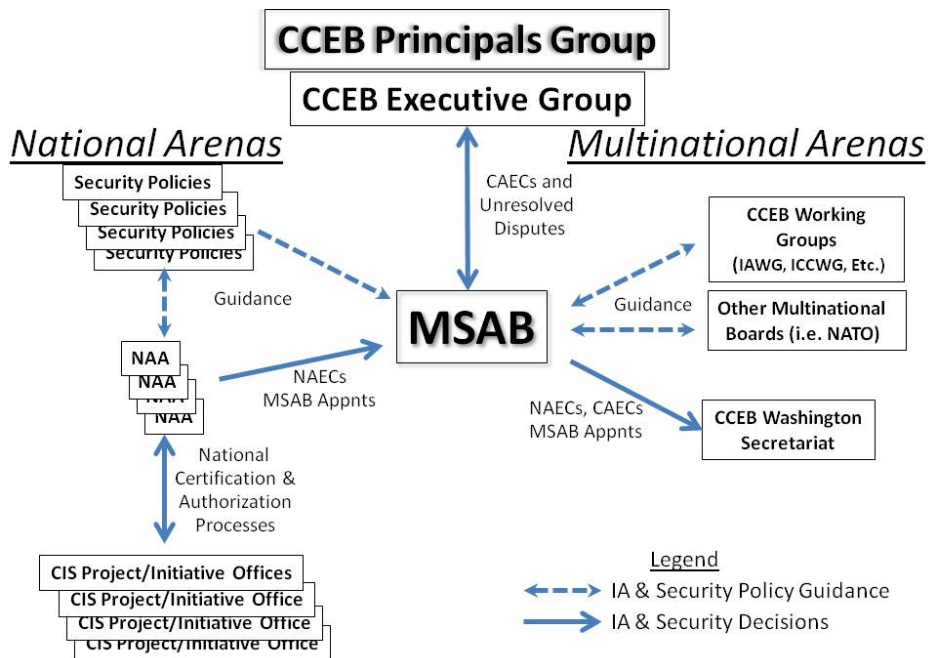 CCEB Principals Group
CCEB Executive Group
National Arenas
Multinational Arenas
Security Policies
Security Policies
Security Policies
Security Policies
CAECs and
Unresolved
Disputes
CCEB Working
Groups
(IAWG, ICCWG, Etc.)
Guidance
Guidance
Other Multinational
Boards (i.e. NATO)
MSAB
NAA
NAA
NAA
NAA
NAECs
MSAB Appnts
NAECs, CAECs
MSAB Appnts
CCEB Washington
Secretariat
National
Certification &
Authorization
Processes
CIS Project/Initiative Offices
CIS Project/Initiative Office
CIS Project/Initiative Office
CIS Project/Initiative Office
Legend
IA & Security Policy Guidance
IA & Security Decisions